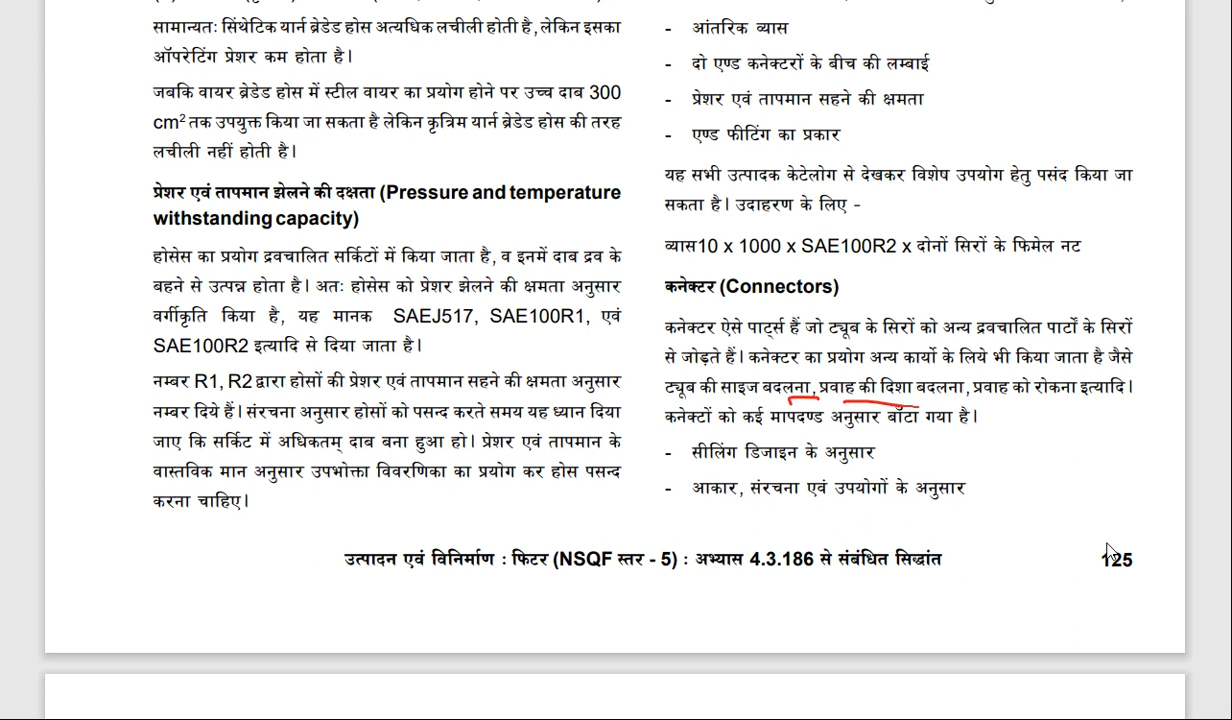 सामान्यतः सिंथेटिक यार्न ब्रेडेड होस अत्यधिक लचीली होती है, लेकिन इसका
ऑपरेटिंग प्रेशर कम होता है।
जबकि वायर ब्रेडेड होस में स्टील वायर का प्रयोग होने पर उच्च दाब 300
cm² तक उपयुक्त किया जा सकता है लेकिन कृत्रिम यार्न ब्रेडेड होस की तरह
लचीली नहीं होती है।
प्रेशर एवं तापमान झेलने की दक्षता (Pressure and temperature
withstanding capacity)
होसेस का प्रयोग द्रवचालित सर्किटों में किया जाता है, व इनमें दाब द्रव के
बहने से उत्पन्न होता है। अतः होसेस को प्रेशर झेलने की क्षमता अनुसार
वर्गीकृति किया है, यह मानक SAEJ517, SAE100R1, एवं
SAE100R2 इत्यादि से दिया जाता है।
नम्बर R1, R2 द्वारा होसों की प्रेशर एवं तापमान सहने की क्षमता अनुसार
नम्बर दिये हैं। संरचना अनुसार होसों को पसन्द करते समय यह ध्यान दिया
जाए कि सर्किट में अधिकतम् दाब बना हुआ हो। प्रेशर एवं तापमान के
वास्तविक मान अनुसार उपभोक्ता विवरणिका का प्रयोग कर होस पसन्द
करना चाहिए।
- आंतरिक व्यास
- दो एण्ड कनेक्टरों के बीच की लम्बाई
- प्रेशर एवं तापमान सहने की क्षमता
- एण्ड फीटिंग का प्रकार
यह सभी उत्पादक केटेलोग से देखकर विशेष उपयोग हेतु पसंद किया जा
सकता है। उदाहरण के लिए -
व्यास10 x 1000 x SAE100R2 x दोनों सिरों के फिमेल नट
कनेक्टर (Connectors)
कनेक्टर ऐसे पार्ट्स हैं जो ट्यूब के सिरों को अन्य द्रवचालित पार्टों के सिरों
से जोड़ते हैं। कनेक्टर का प्रयोग अन्य कार्यो के लिये भी किया जाता है जैसे
ट्यूब की साइज बदलना, प्रवाह की दिशा बदलना, प्रवाह को रोकना इत्यादि।
कनेक्टों को कई मापदण्ड अनुसार बाँटा गया है।
- सीलिंग डिजाइन के अनुसार
- आकार, संरचना एवं उपयोगों के अनुसार
उत्पादन एवं विनिर्माण : फिटर (NSQF स्तर - 5) : अभ्यास 4.3.186 से संबंधित सिद्धांत 125